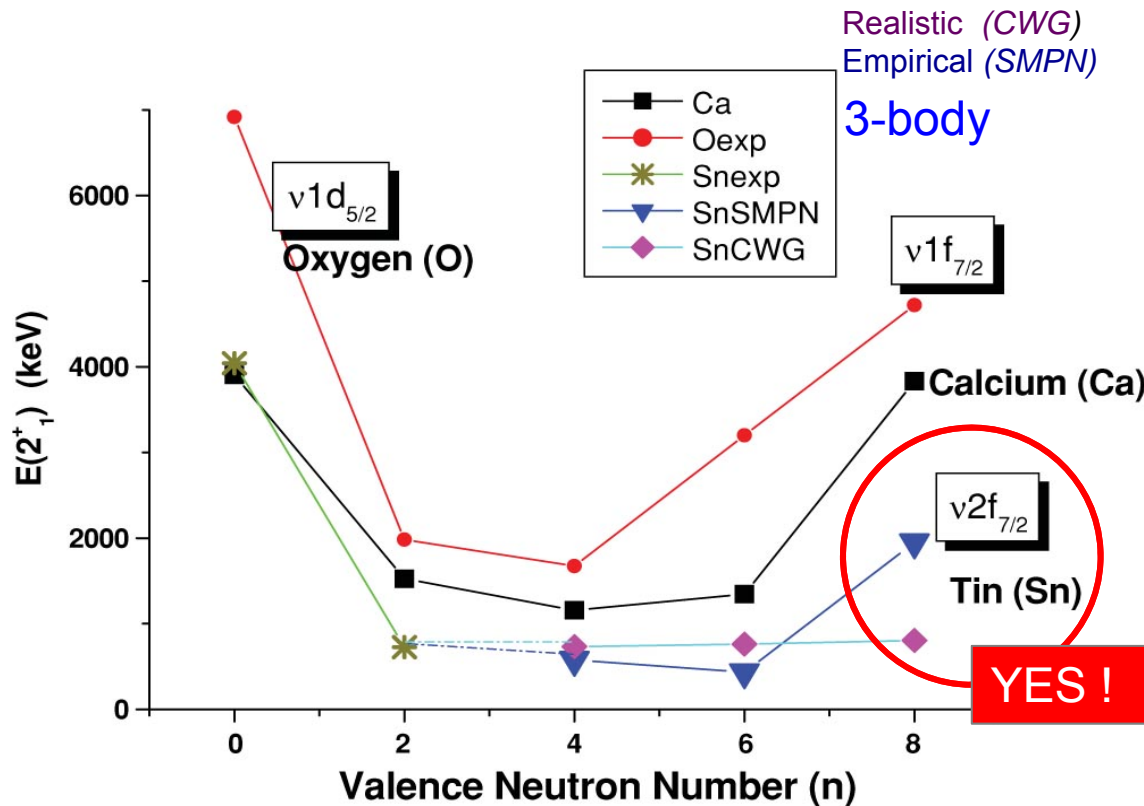 Realistic (CWG)
Empirical (SMPN)
3-body
Ca
Oexp
Snexp
SnSMPN
SnCWG
ν1d5/2
Oxygen (O)
ν1f7/2
Calcium (Ca)
ν2f7/2
Tin (Sn)
YES !
E(2+1) (keV)
6000
4000
2000
0
0 2 4 6 8
Valence Neutron Number (n)